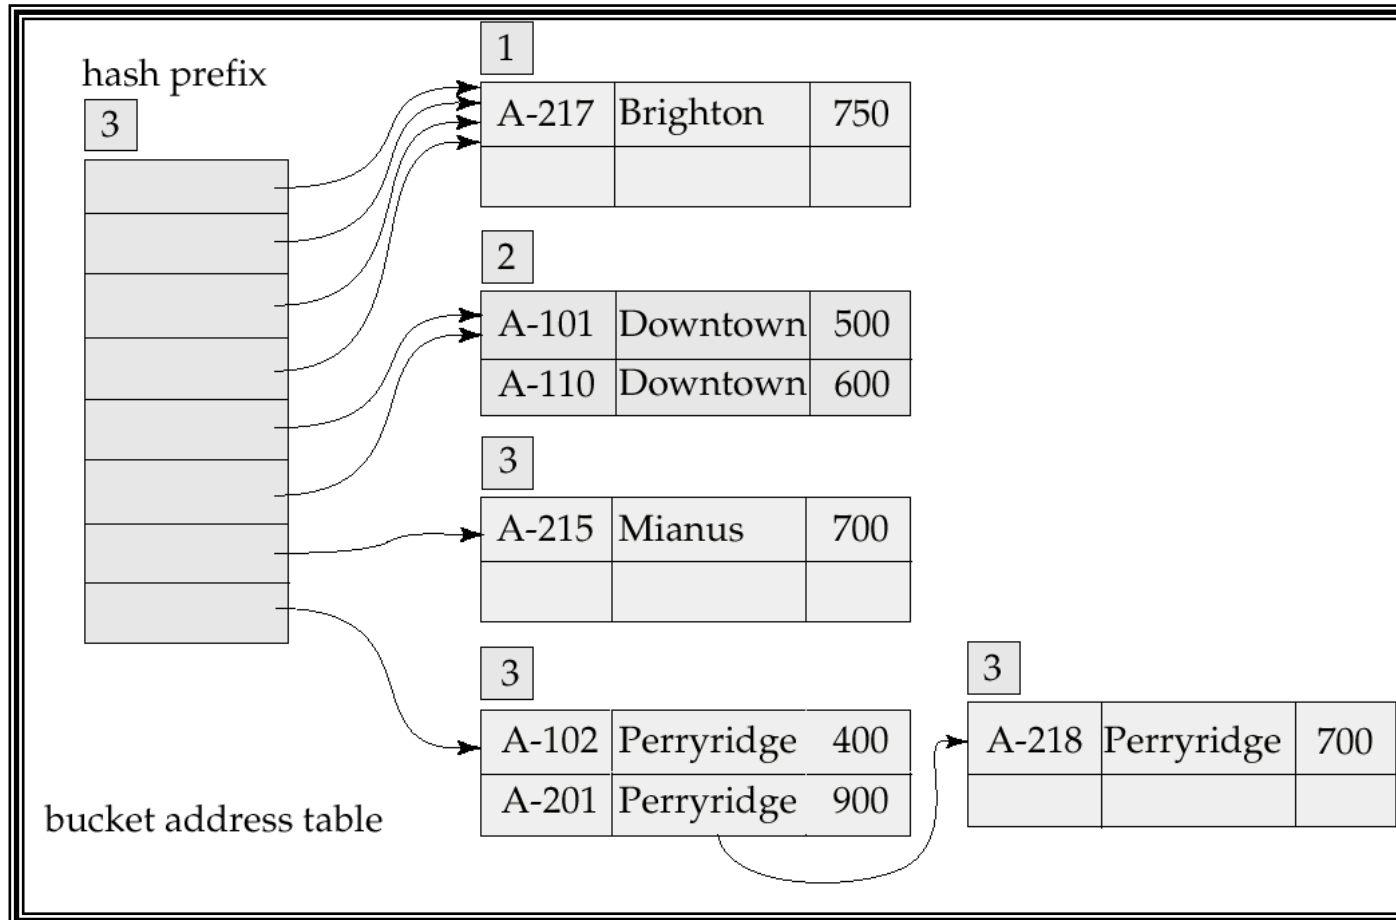 hash prefix
3
1
A-217 Brighton 750
2
A-101 Downtown 500
A-110 Downtown 600
3
A-215 Mianus 700
3
A-102 Perryridge 400
A-201 Perryridge 900
3
A-218 Perryridge 700
bucket address table